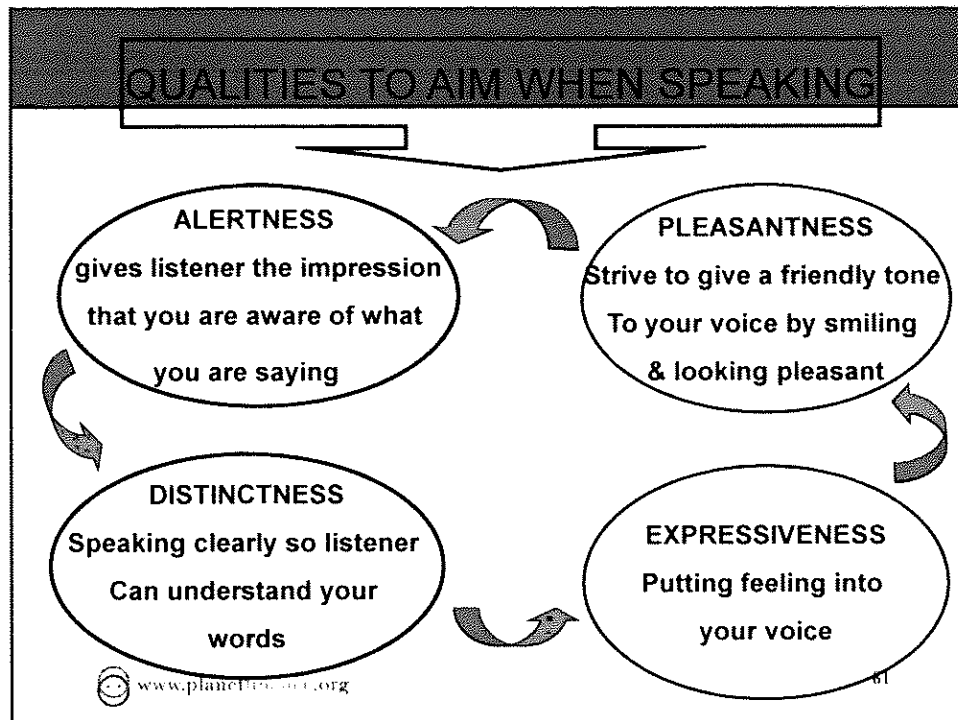 QUALITIES TO AIM WHEN SPEAKING
ALERTNESS
gives listener the impression
that you are aware of what
you are saying
PLEASANTNESS
Strive to give a friendly tone
To your voice by smiling
& looking pleasant
DISTINCTNESS
Speaking clearly so listener
Can understand your
words
EXPRESSIVENESS
Putting feeling into
your voice